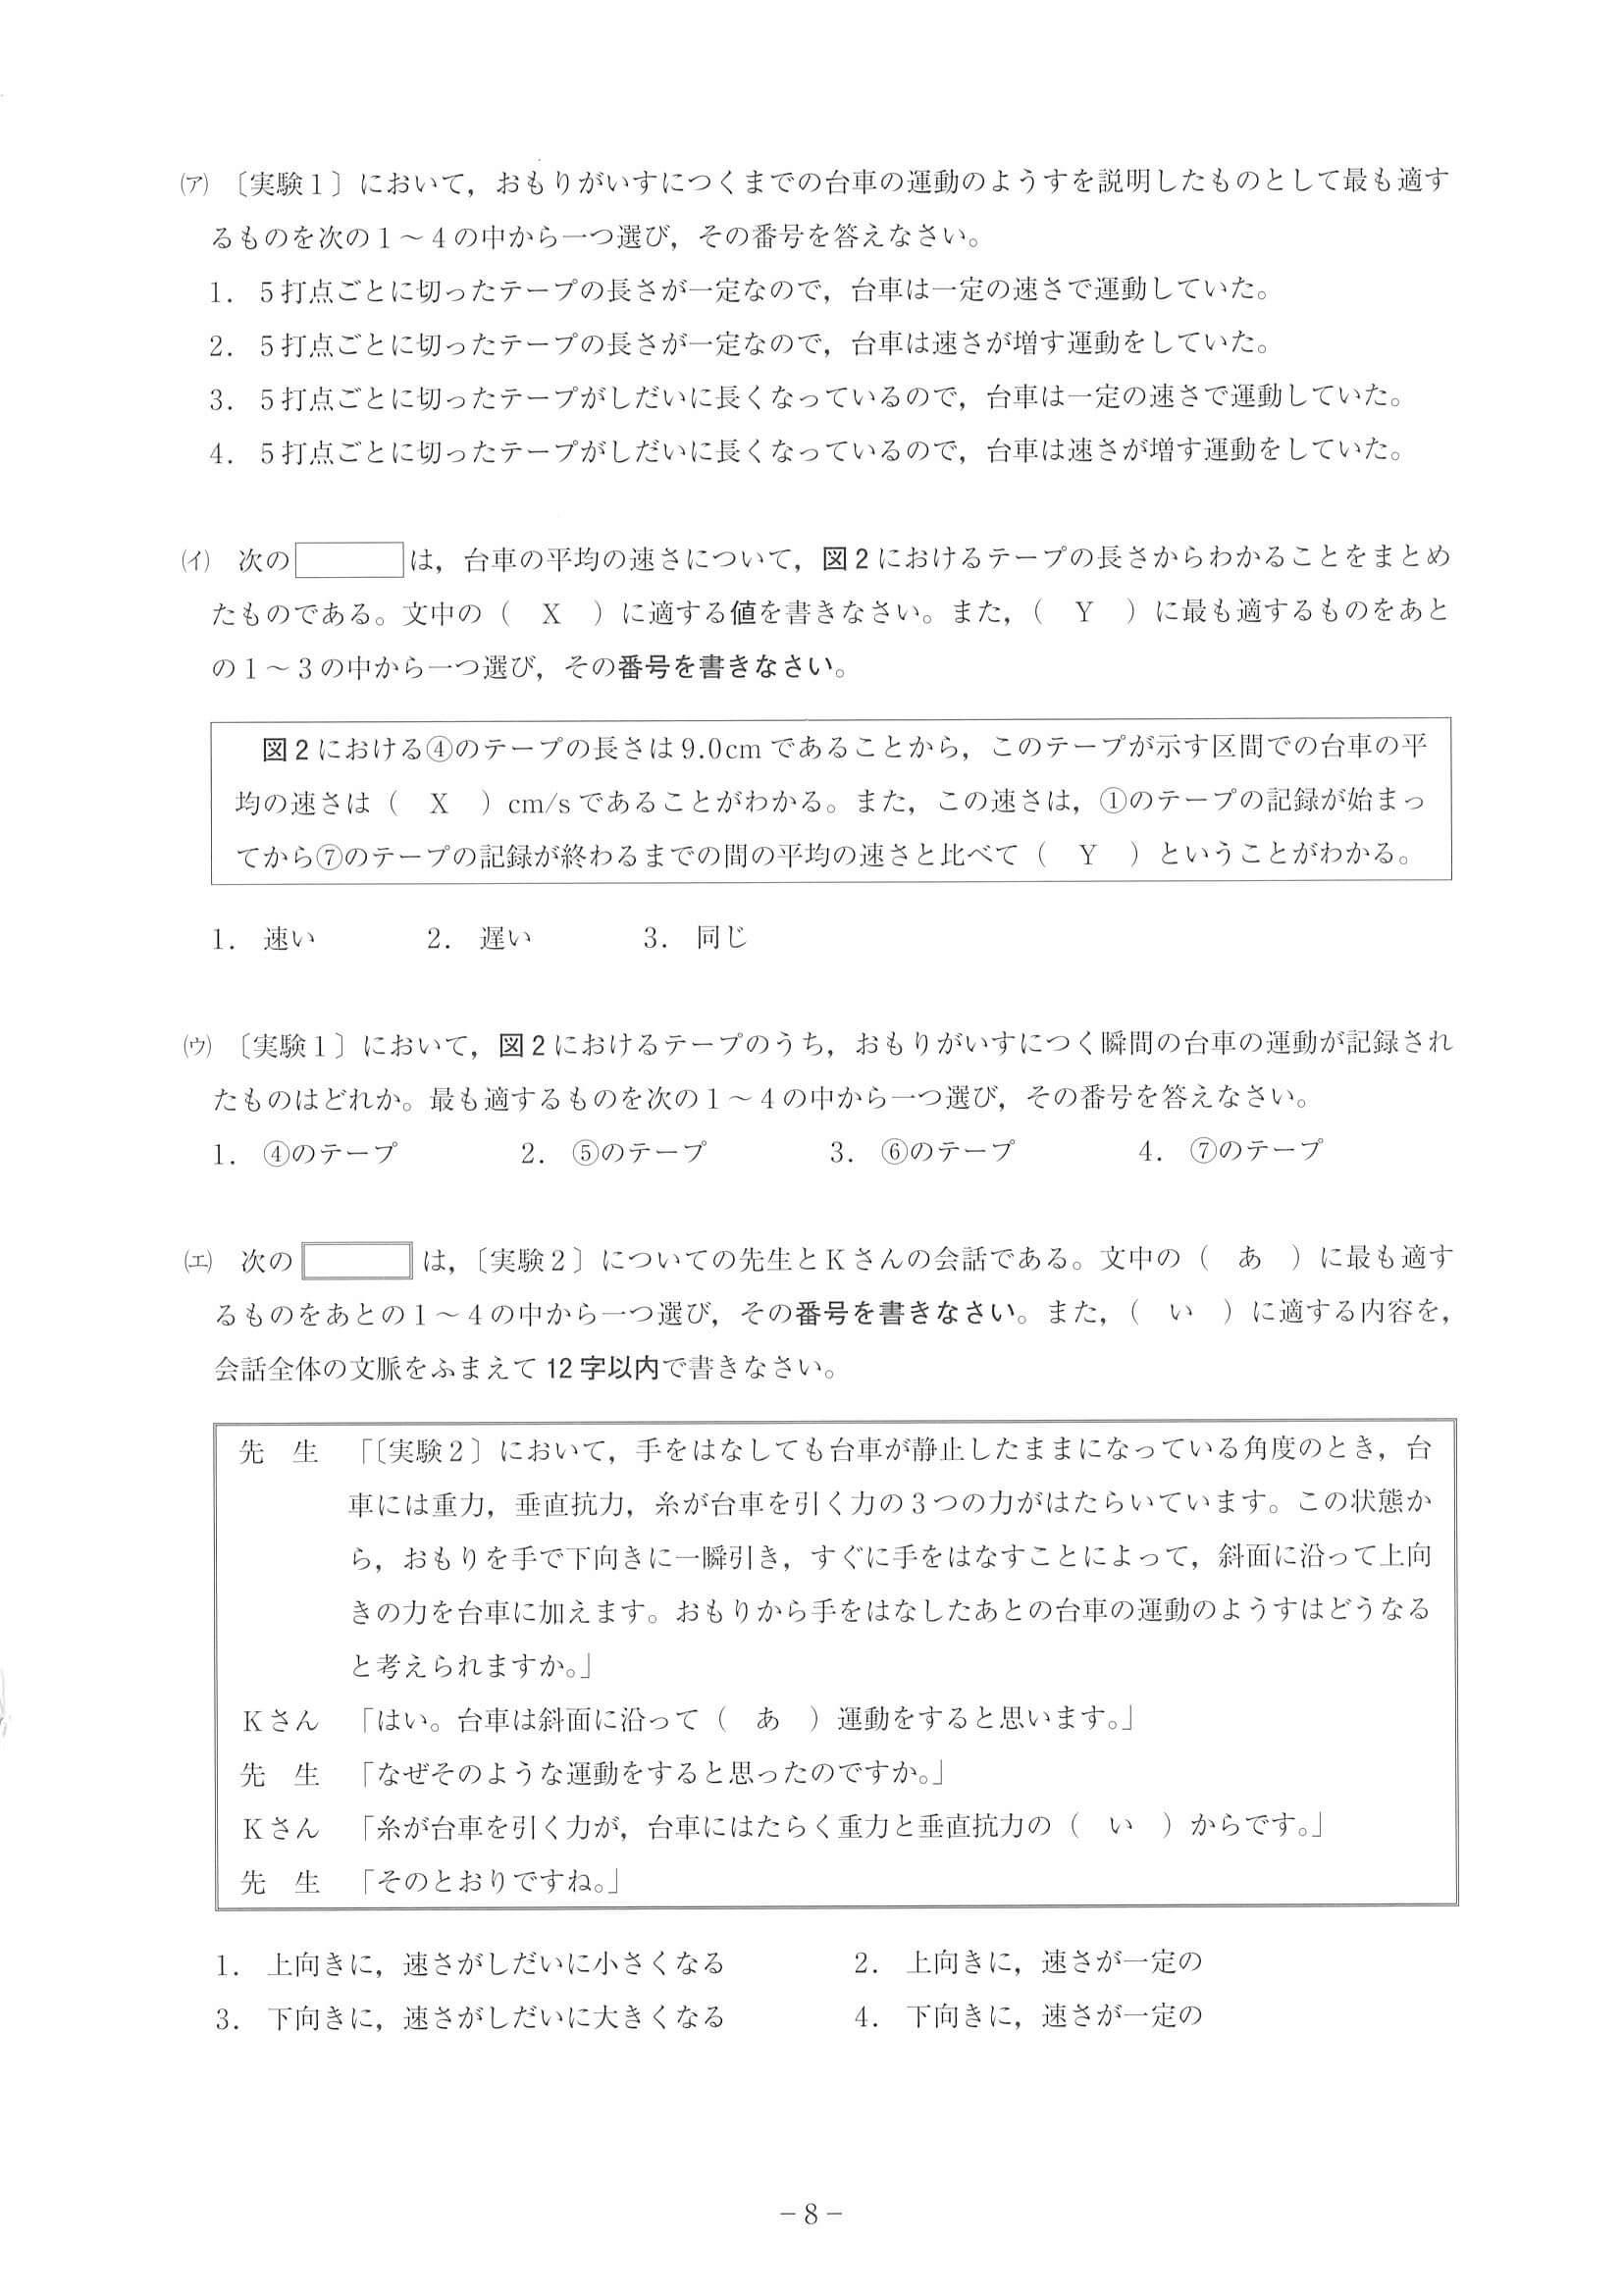 ㋐ 〔実験1〕において，おもりがいすにつくまでの台車の運動のようすを説明したものとして最も適す
るものを次の1～4の中から一つ選び，その番号を答えなさい。
1． 5打点ごとに切ったテープの長さが一定なので，台車は一定の速さで運動していた。
2． 5打点ごとに切ったテープの長さが一定なので，台車は速さが増す運動をしていた。
3． 5打点ごとに切ったテープがしだいに長くなっているので，台車は一定の速さで運動していた。
4． 5打点ごとに切ったテープがしだいに長くなっているので，台車は速さが増す運動をしていた。
(イ) 次の は，台車の平均の速さについて，図2におけるテープの長さからわかることをまとめ
たものである。文中の（ X ）に適する値を書きなさい。また，（ Y ）に最も適するものをあと
の1～3の中から一つ選び，その番号を書きなさい。
図2における④のテープの長さは9.0cmであることから，このテープが示す区間での台車の平
均の速さは（ X ）cm/sであることがわかる。また，この速さは，①のテープの記録が始まっ
てから⑦のテープの記録が終わるまでの間の平均の速さと比べて（ Y ）ということがわかる。
1． 速い 2． 遅い 3． 同じ
(ウ) 〔実験1〕において，図2におけるテープのうち，おもりがいすにつく瞬間の台車の運動が記録され
たものはどれか。最も適するものを次の1～4の中から一つ選び，その番号を答えなさい。
1． ④のテープ 2． ⑤のテープ 3． ⑥のテープ 4． ⑦のテープ
(エ) 次の は，〔実験2〕についての先生とKさんの会話である。文中の（ あ ）に最も適す
るものをあとの1～4の中から一つ選び，その番号を書きなさい。また，（ い ）に適する内容を，
会話全体の文脈をふまえて12字以内で書きなさい。
先 生 「〔実験2〕において，手をはなしても台車が静止したままになっている角度のとき，台
車には重力，垂直抗力，糸が台車を引く力の3つの力がはたらいています。この状態か
ら，おもりを手で下向きに一瞬引き，すぐに手をはなすことによって，斜面に沿って上向
きの力を台車に加えます。おもりから手をはなしたあとの台車の運動のようすはどうなる
と考えられますか。」
Kさん 「はい。台車は斜面に沿って（ あ ）運動をすると思います。」
先 生 「なぜそのような運動をすると思ったのですか。」
Kさん 「糸が台車を引く力が，台車にはたらく重力と垂直抗力の（ い ）からです。」
先 生 「そのとおりですね。」
1． 上向きに，速さがしだいに小さくなる 2． 上向きに，速さが一定の
3． 下向きに，速さがしだいに大きくなる 4． 下向きに，速さが一定の
－8－